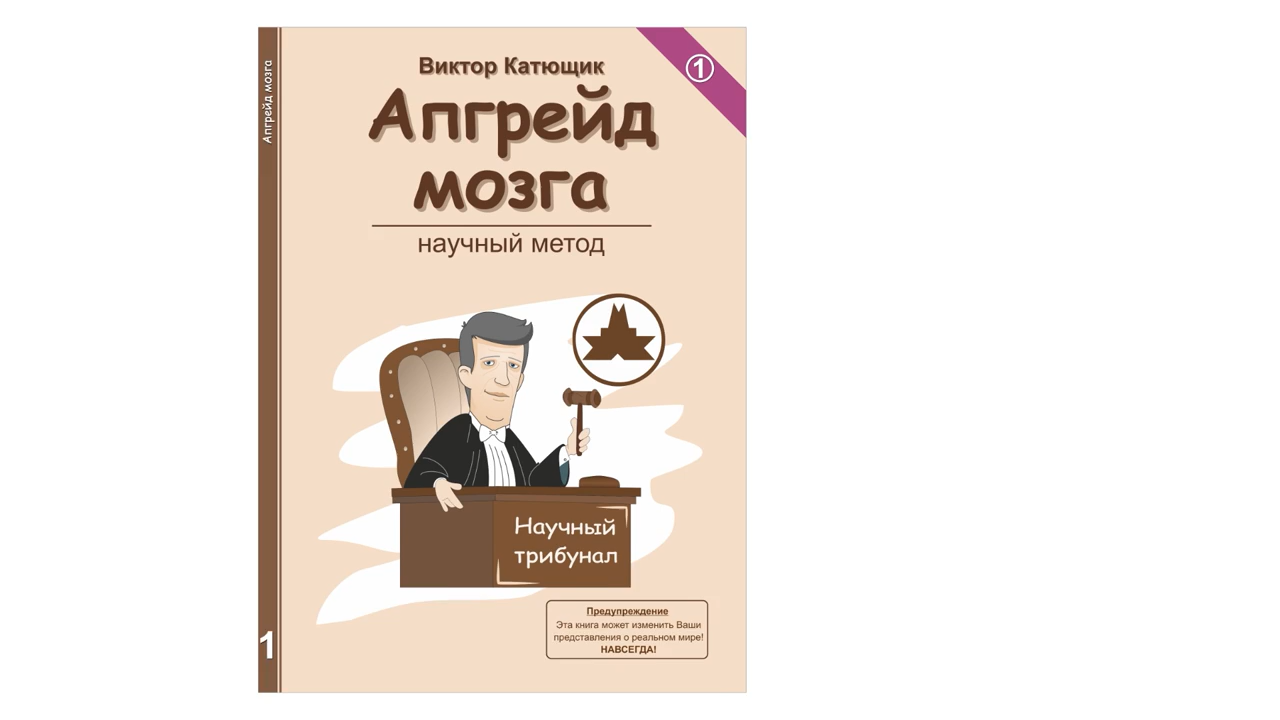 Апгрейд мозга
1
Виктор Катющик
1
Апгрейд
мозга
научный метод
Научный
трибунал
Предупреждение
Эта книга может изменить Ваши
представления о реальном мире!
НАВСЕГДА!